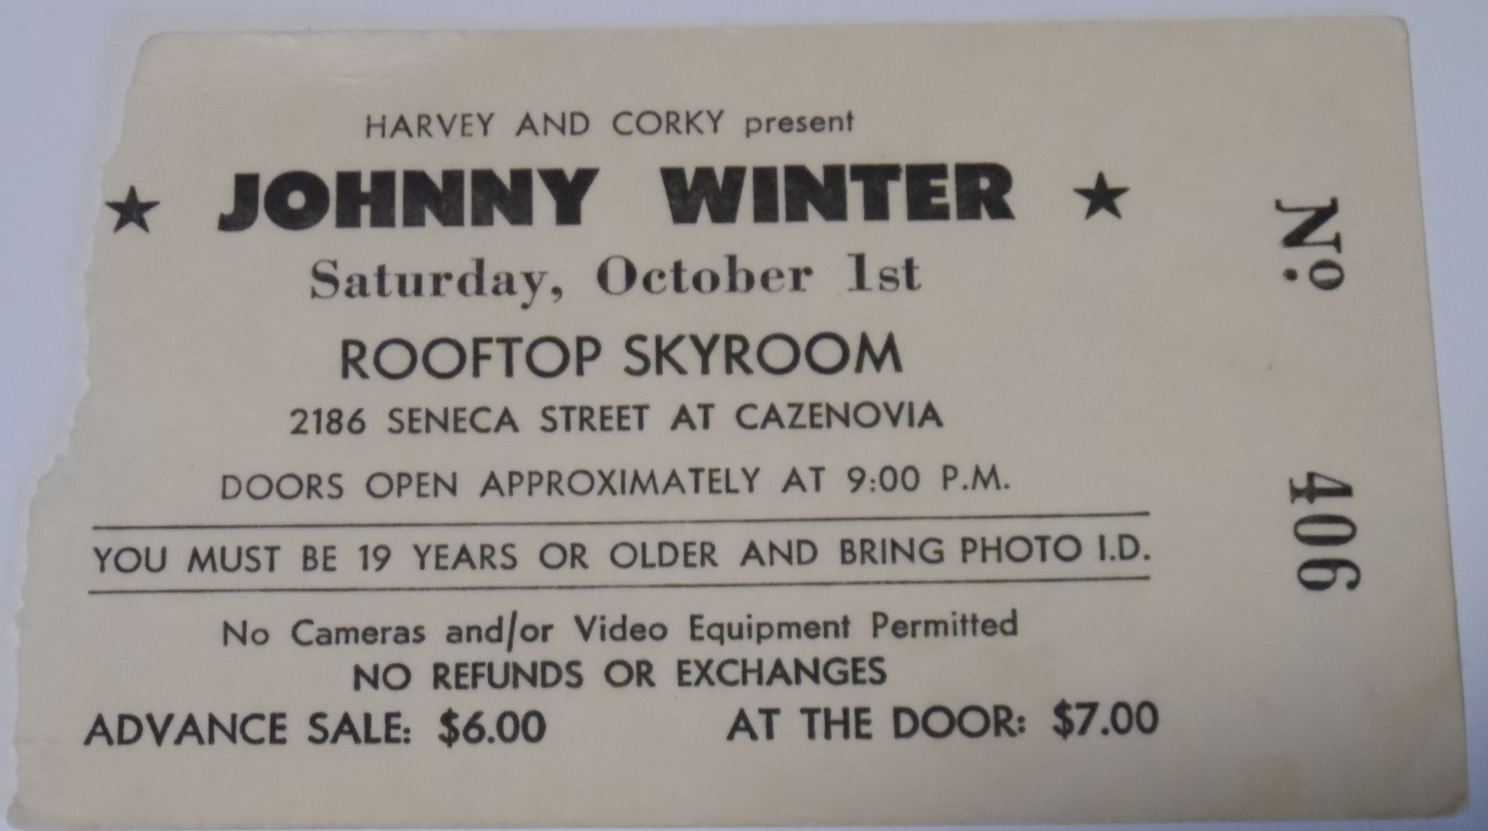 HARVEY AND CORKY present
★ JOHNNY WINTER ★
Saturday, October 1st
ROOFTOP SKYROOM
2186 SENECA STREET AT CAZENOVIA
DOORS OPEN APPROXIMATELY AT 9:00 P.M.
YOU MUST BE 19 YEARS OR OLDER AND BRING PHOTO I.D.
No Cameras and/or Video Equipment Permitted
NO REFUNDS OR EXCHANGES
ADVANCE SALE: $6.00 AT THE DOOR: $7.00
Nº. 406